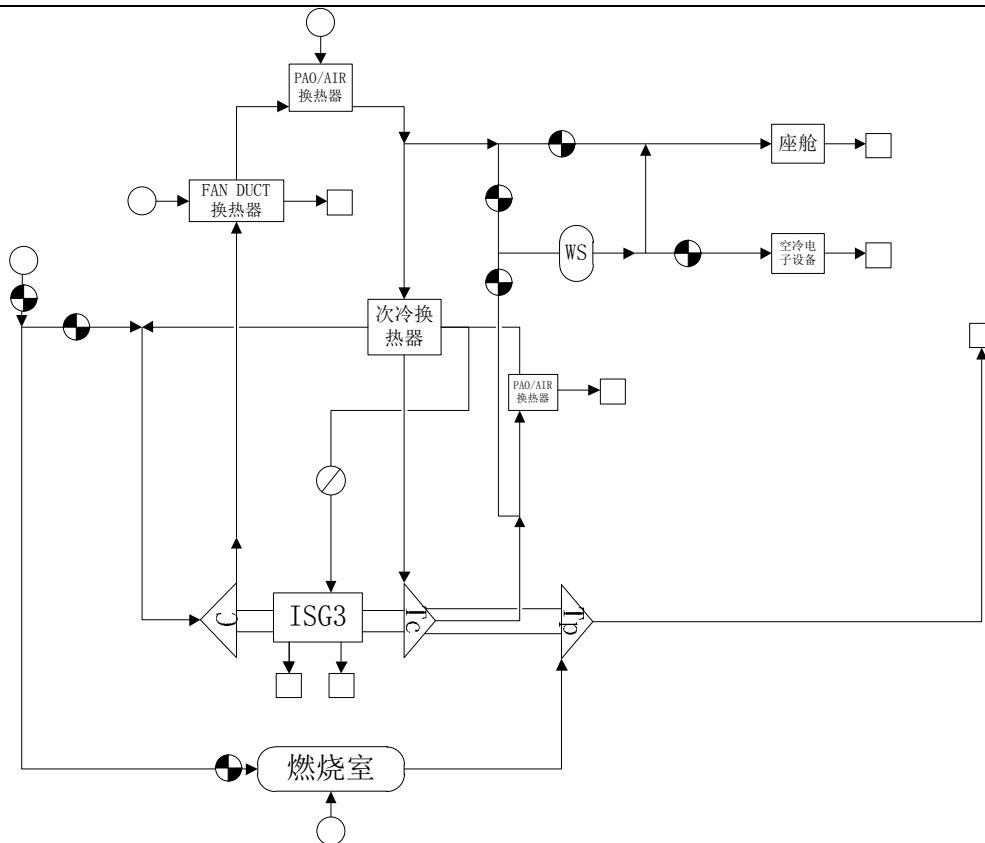 PAO/AIR
换热器
座舱
FAN DUCT
换热器
WS
空冷电
子设备
次冷换
热器
PAO/AIR
换热器
C
ISG3
Tc
Tp
燃烧室